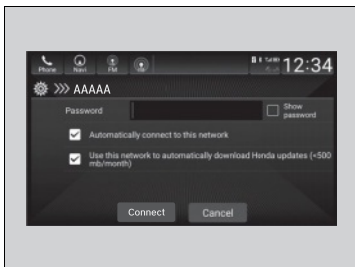 Phone Navi FM
12:34
>>> AAAAA
Password
Show
password
Automatically connect to this network
Use this network to automatically download Honda updates (<500
mb/month)
Connect Cancel